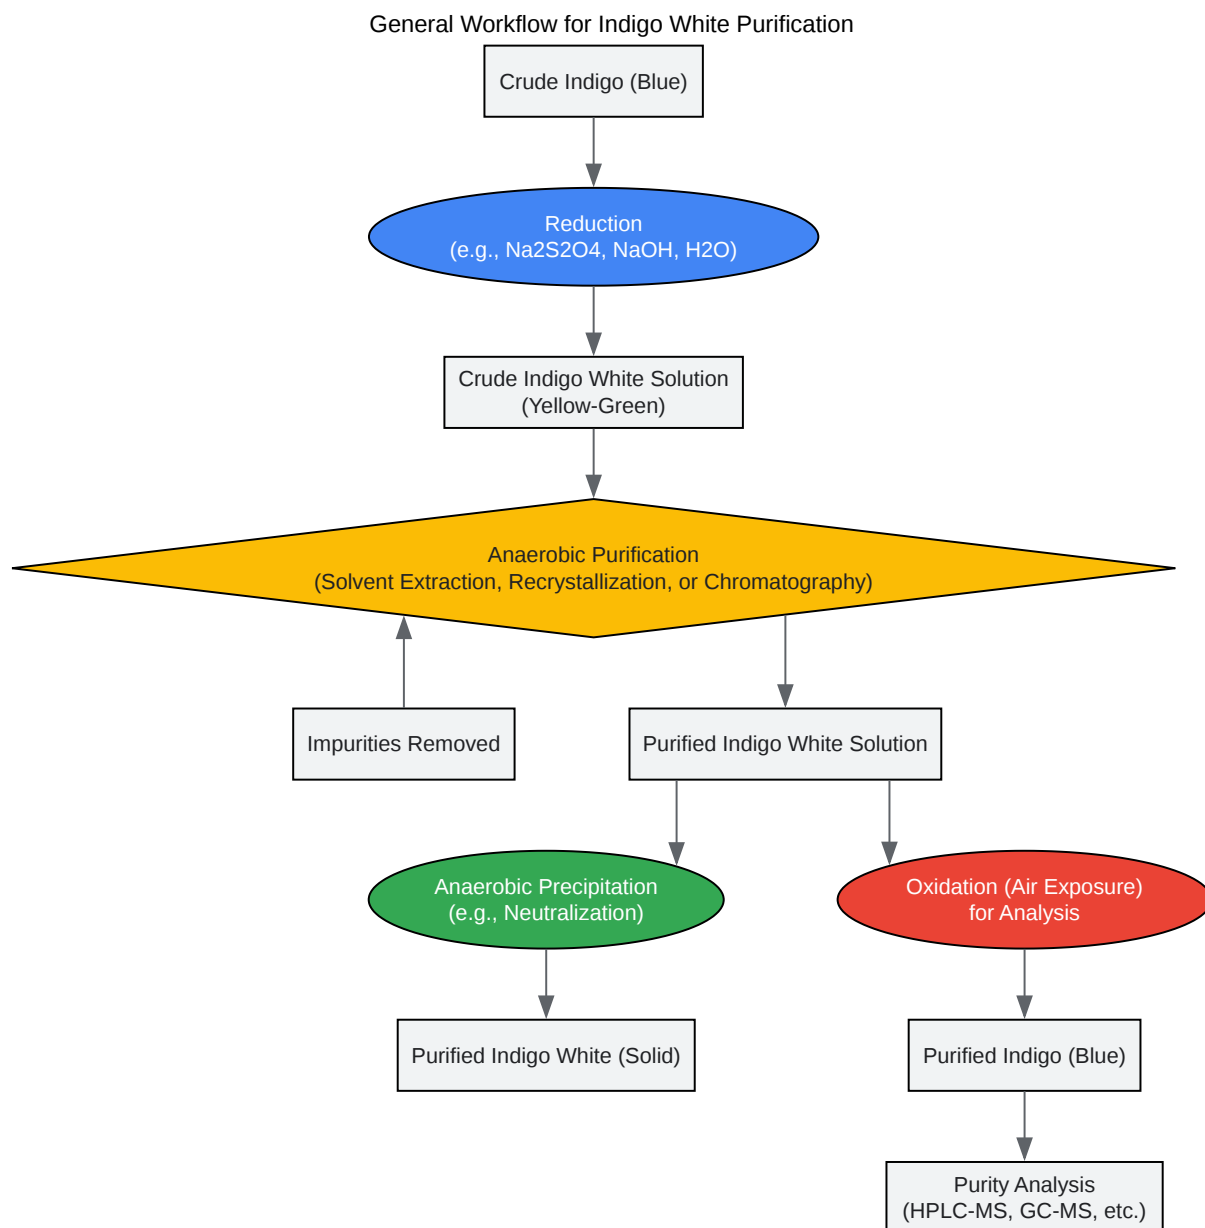 General Workflow for Indigo White Purification
Crude Indigo (Blue)
Reduction
(e.g., Na2S2O4, NaOH, H2O)
Crude Indigo White Solution
(Yellow-Green)
Anaerobic Purification
(Solvent Extraction, Recrystallization, or Chromatography)
Impurities Removed
Purified Indigo White Solution
Anaerobic Precipitation
(e.g., Neutralization)
Oxidation (Air Exposure)
for Analysis
Purified Indigo White (Solid)
Purified Indigo (Blue)
Purity Analysis
(HPLC-MS, GC-MS, etc.)